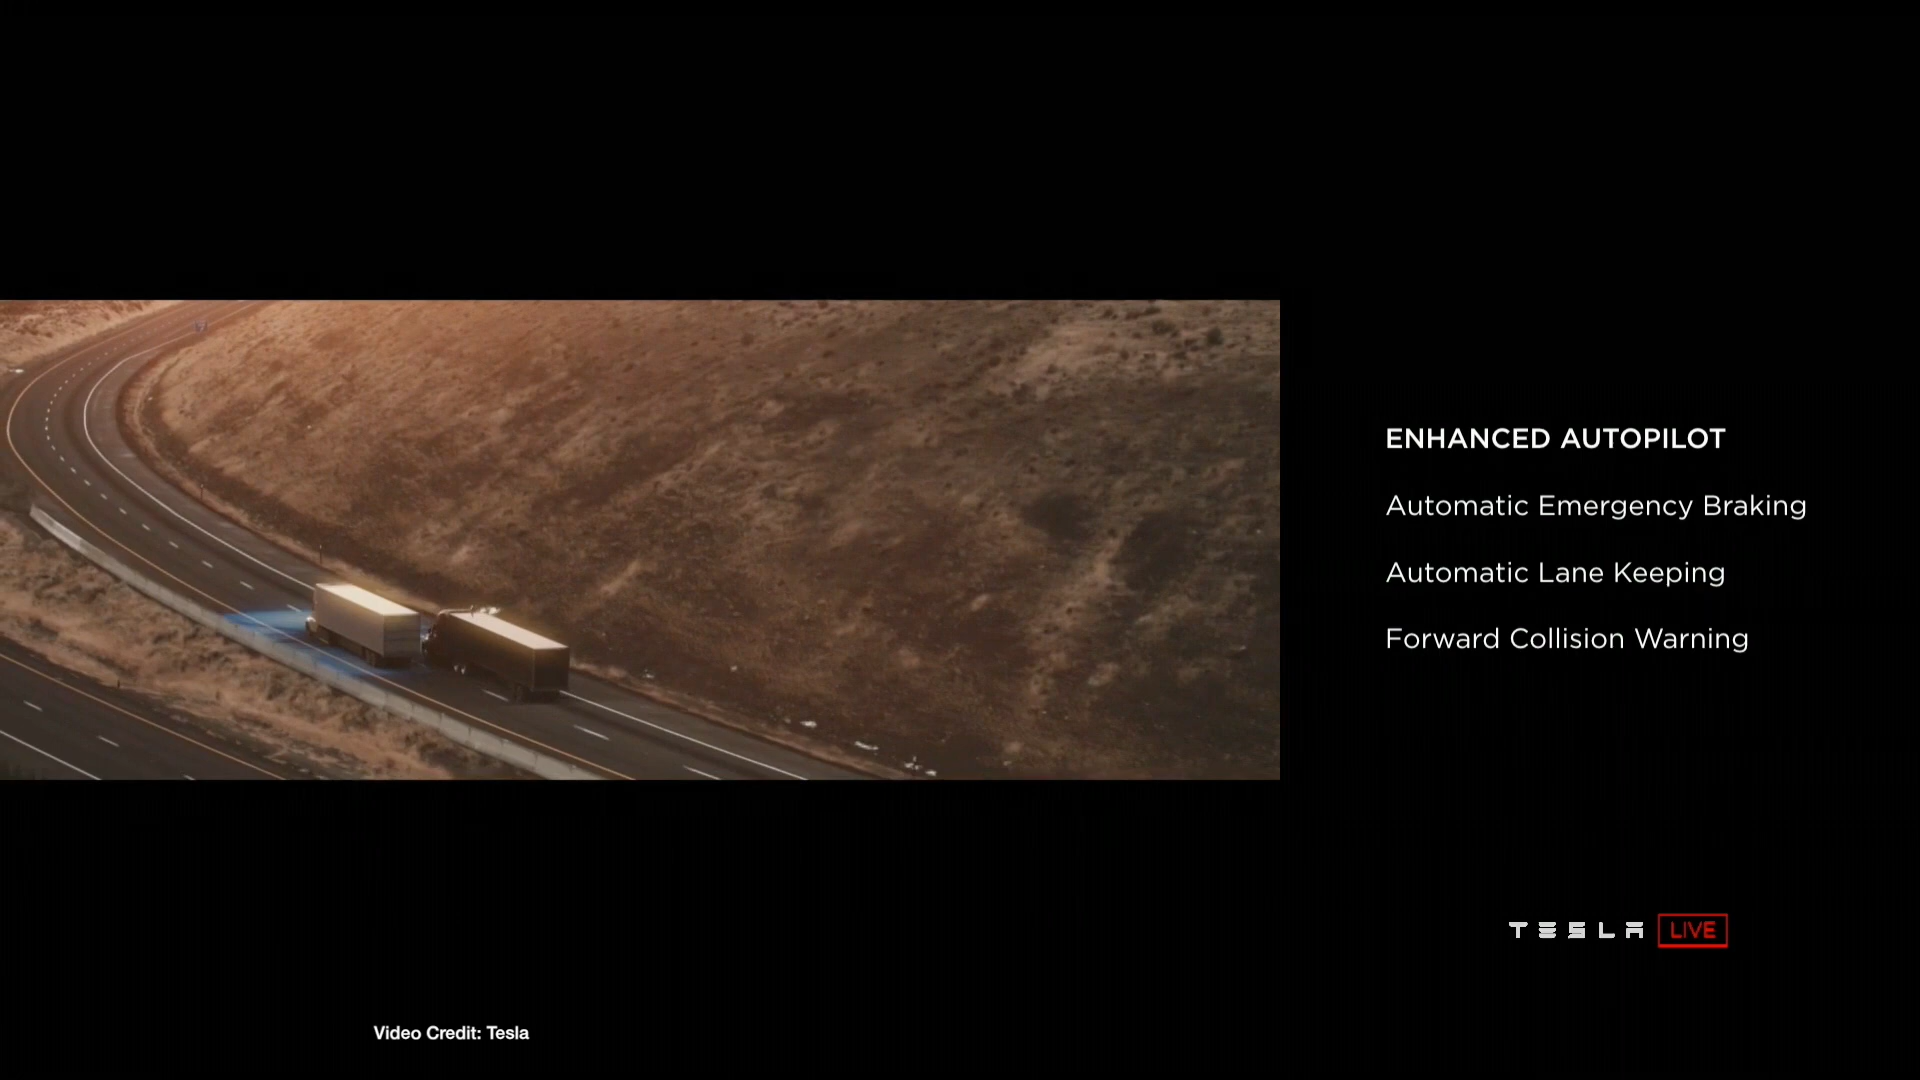 ENHANCED AUTOPILOT
Automatic Emergency Braking
Automatic Lane Keeping
Forward Collision Warning
TESLA LIVE
Video Credit: Tesla